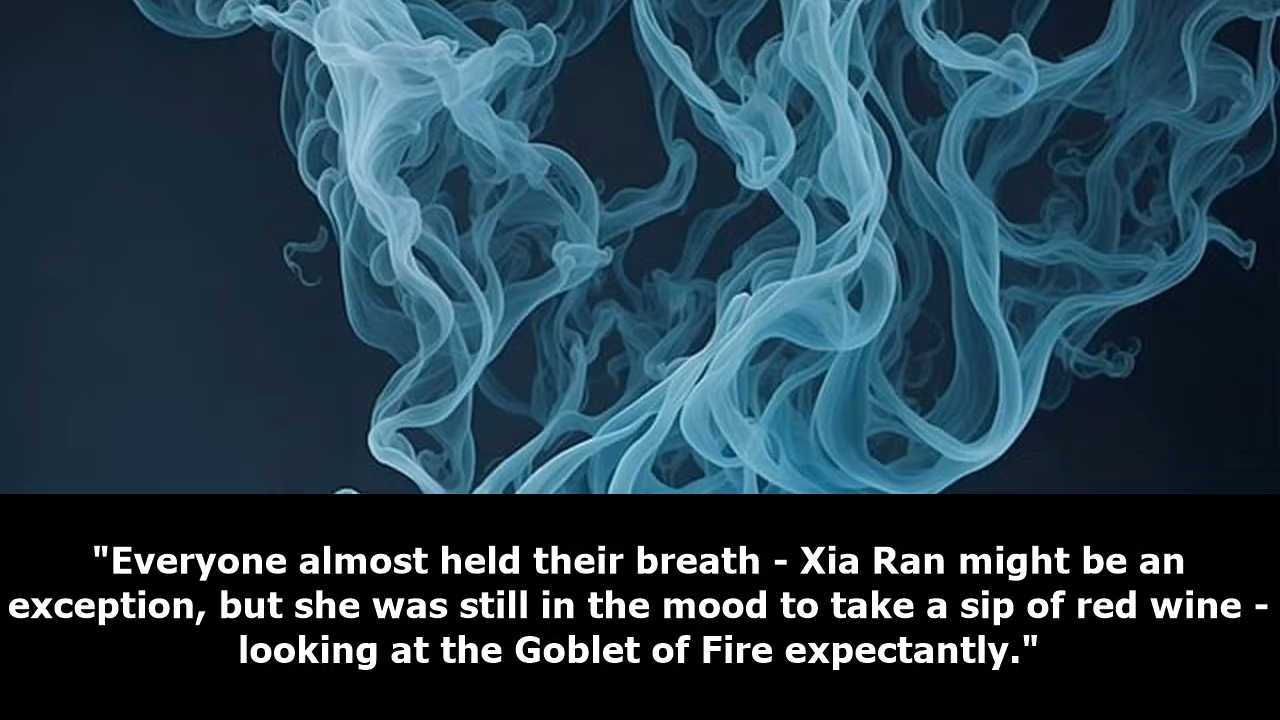 "Everyone almost held their breath - Xia Ran might be an
exception, but she was still in the mood to take a sip of red wine -
looking at the Goblet of Fire expectantly."